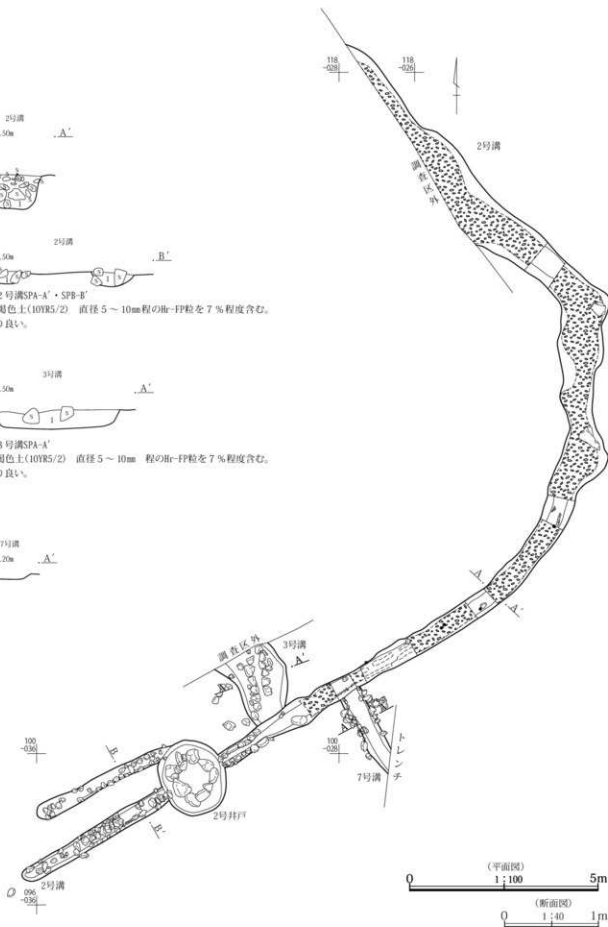 2号溝
.50m A′
2号溝
.50m B′
2号溝SPA-A′・SPB-B′
褐色土(10YR5/2) 直径5～10mm程のHr-FP粒を7％程度含む。
り良い。
3号溝
.50m A′
3号溝SPA-A′
褐色土(10YR5/2) 直径5～10mm 程のHr-FP粒を7％程度含む。
り良い。
7号溝
.20m A′
118
-028
118
-026
2号溝
調査区外
A
A′
調査区外
3号溝
A′
100
-036
100
-028
トレンチ
7号溝
B
B′
2号井戸
2号溝
096
-036
(平面図)
0 1:100 5m
(断面図)
0 1:40 1m